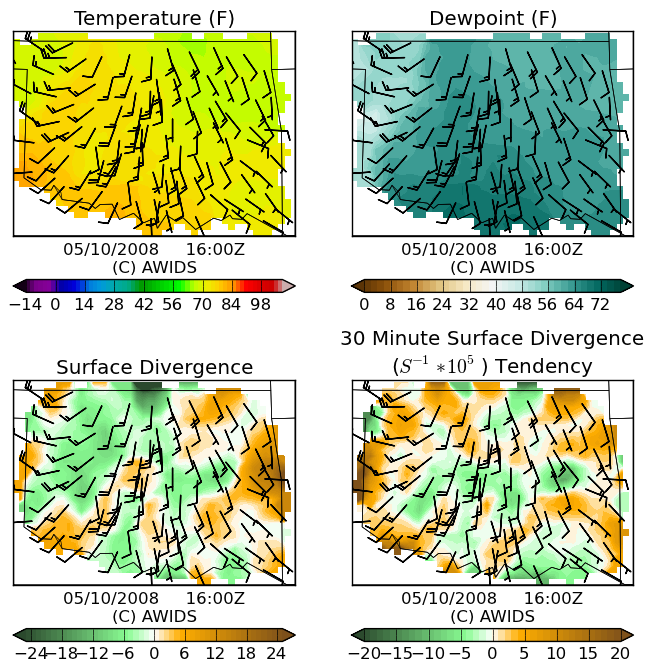 Temperature (F)
Dewpoint (F)
05/10/2008 16:00Z
(C) AWIDS
05/10/2008 16:00Z
(C) AWIDS
−14 0 14 28 42 56 70 84 98
0 8 16 24 32 40 48 56 64 72
Surface Divergence
30 Minute Surface Divergence
(S⁻¹ *10⁵ ) Tendency
05/10/2008 16:00Z
(C) AWIDS
05/10/2008 16:00Z
(C) AWIDS
−24 −18 −12 −6 0 6 12 18 24
−20 −15 −10 −5 0 5 10 15 20